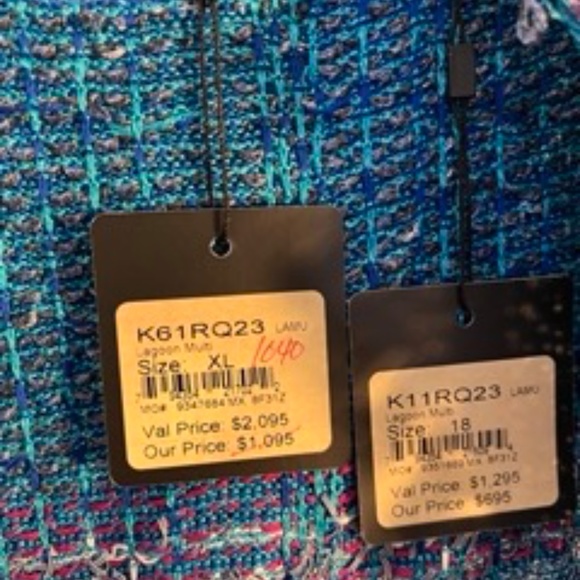 K61RQ23 LAMU
Lagoon Multi
Size: XL
1640
Val Price: $2,095
Our Price: $1,095
K11RQ23 LAMU
Lagoon Multi
Size: 18
Val Price: $1,295
Our Price: $695